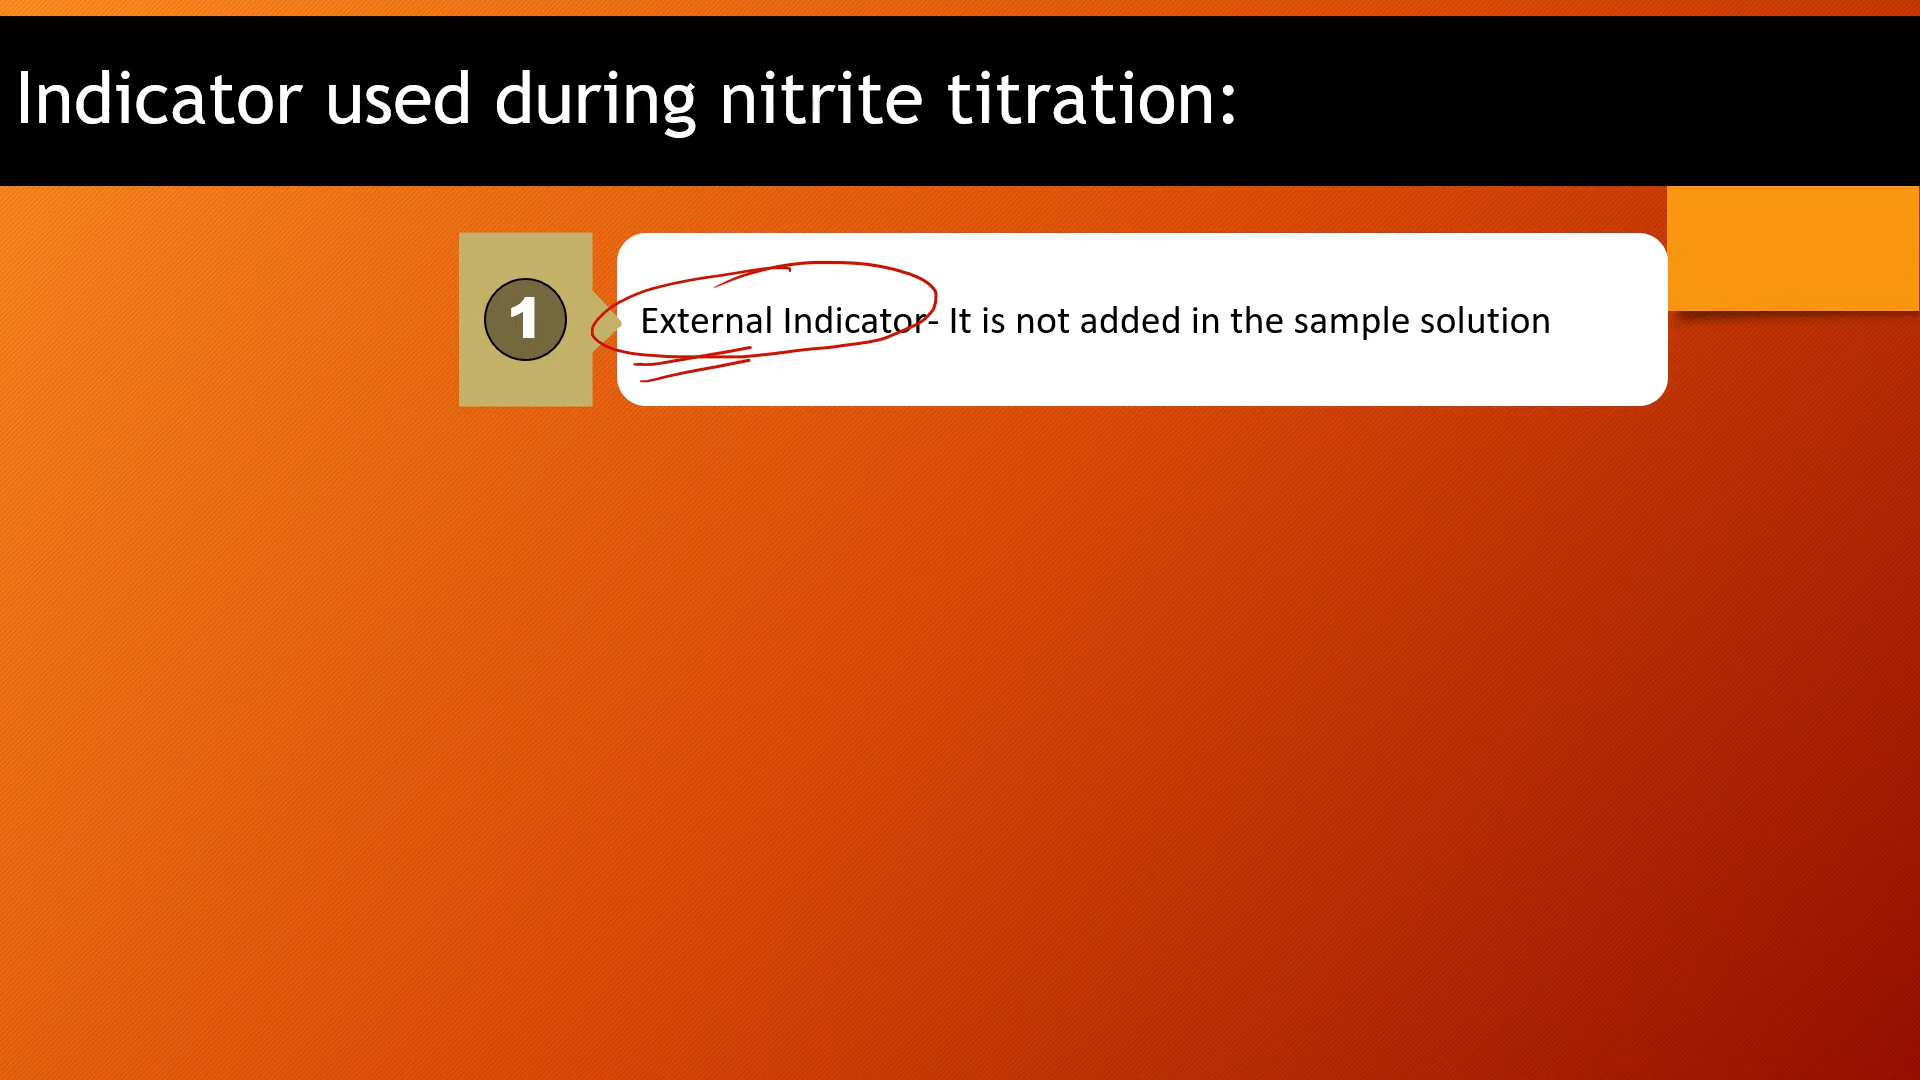 Indicator used during nitrite titration:
1
External Indicator- It is not added in the sample solution